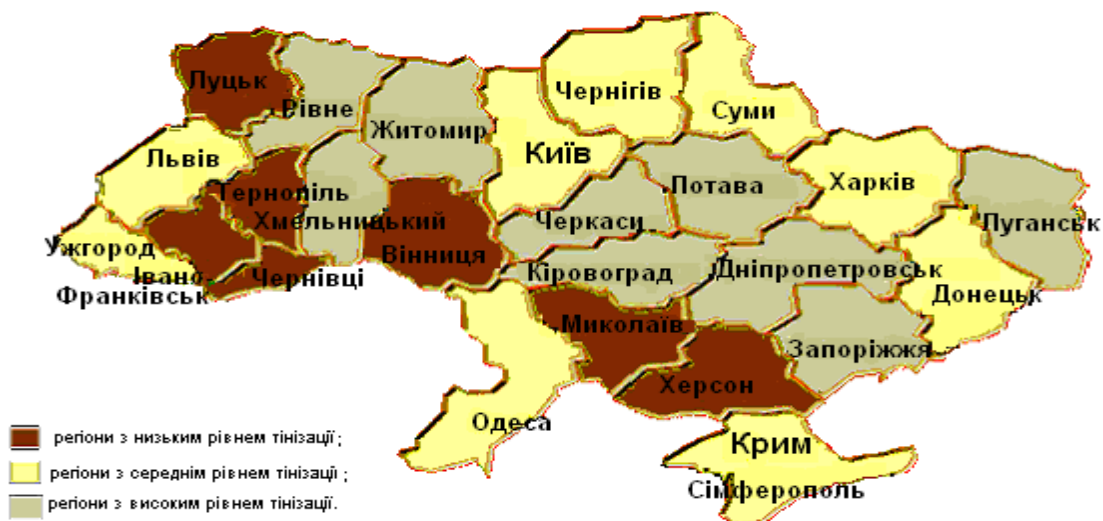 Луцьк
Рівне
Житомир
Чернігів
Суми
Київ
Львів
Тернопіль
Хмельницький
Вінниця
Черкаси
Потава
Харків
Луганськ
Ужгород
Івано
Франківськ
Чернівці
Кіровоград
Дніпропетровськ
Донецьк
Миколаїв
Запоріжжя
Херсон
Одеса
Крим
Сімферополь
регіони з низьким рівнем тінізації;
регіони з середнім рівнем тінізації;
регіони з високим рівнем тінізації.